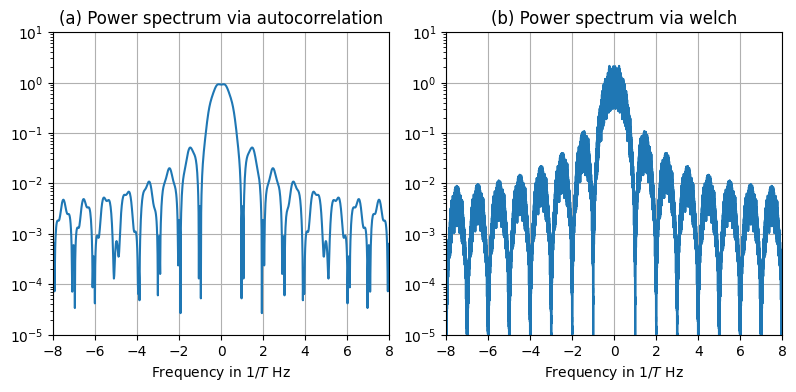 (a) Power spectrum via autocorrelation
10¹
10⁰
10⁻¹
10⁻²
10⁻³
10⁻⁴
10⁻⁵
−8 −6 −4 −2 0 2 4 6 8
Frequency in 1/T Hz
(b) Power spectrum via welch
10¹
10⁰
10⁻¹
10⁻²
10⁻³
10⁻⁴
10⁻⁵
−8 −6 −4 −2 0 2 4 6 8
Frequency in 1/T Hz